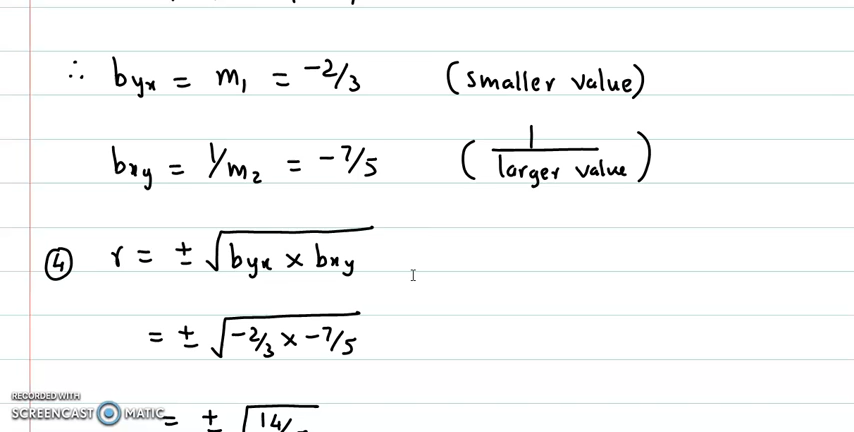 ∴ byx = m₁ = -2/3 (smaller value)
bxy = 1/m₂ = -7/5 (1/larger value)
④ r = ± √(byx × bxy)
= ± √(-2/3 × -7/5)
= ± √14/
RECORDED WITH
SCREENCAST MATIC